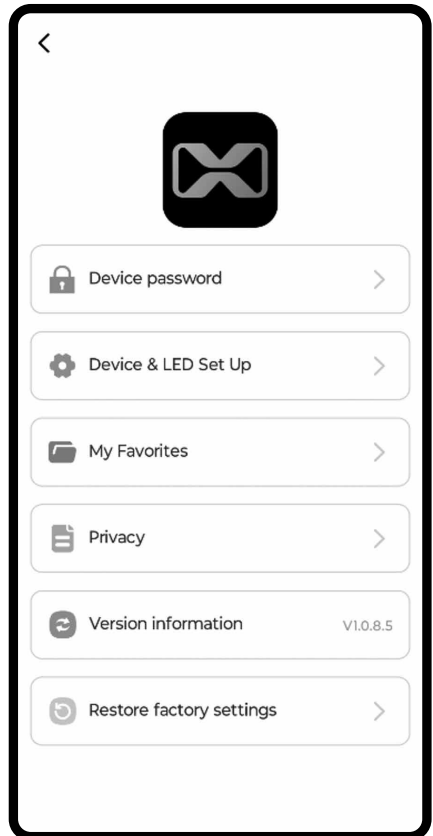 Device password
Device & LED Set Up
My Favorites
Privacy
Version information V1.0.8.5
Restore factory settings